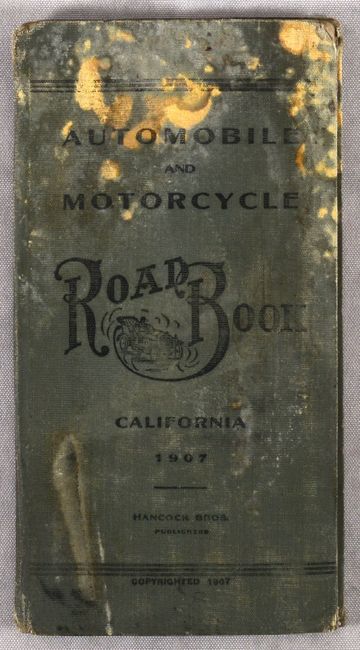 AUTOMOBILE
AND
MOTORCYCLE
ROAD BOOK
CALIFORNIA
1907
HANCOCK BROS.
PUBLISHERS
COPYRIGHTED 1907